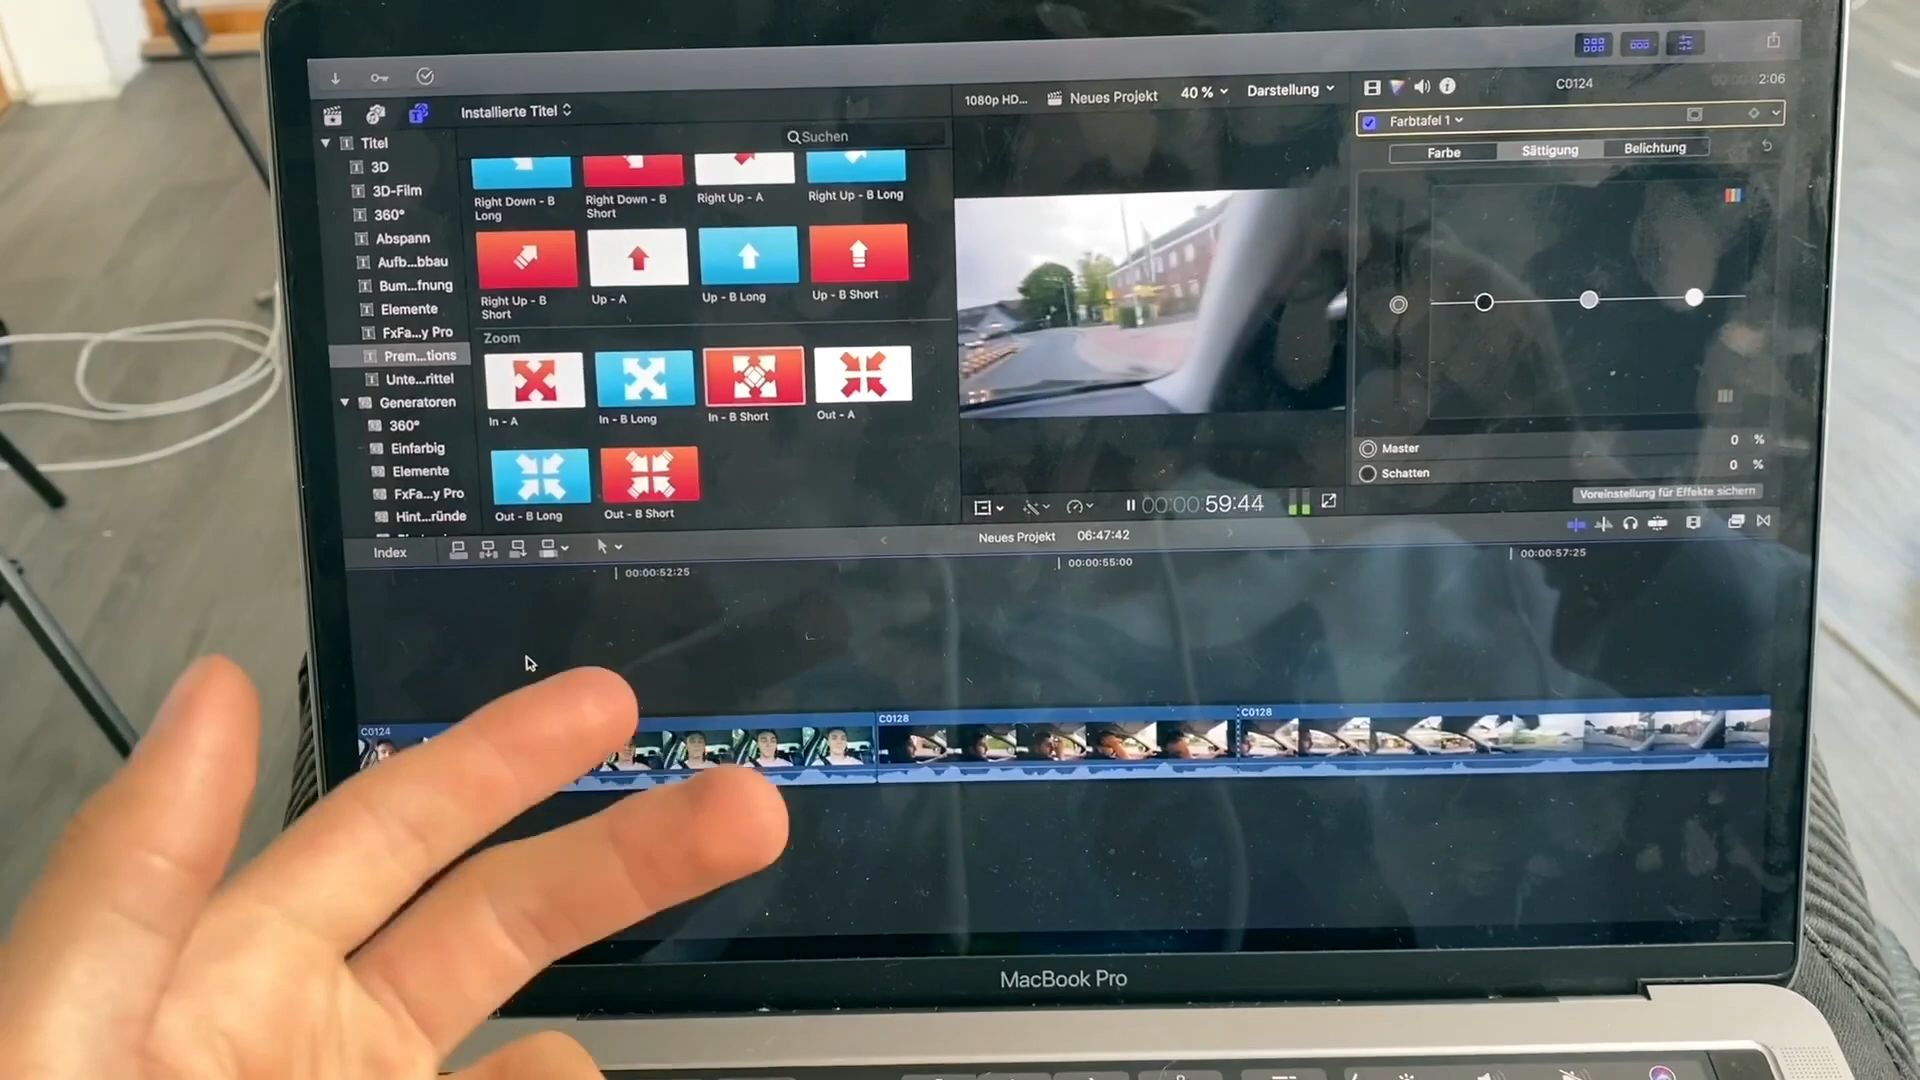 1080p HD...
Neues Projekt
40 %
Darstellung
C0124
2:06
Installierte Titel
Suchen
Farbtafel 1
Farbe
Sättigung
Belichtung
Titel
3D
3D-Film
360°
Abspann
Aufb...bbau
Bum...fnung
Elemente
FxFa...y Pro
Prem...tions
Unte...rittel
Generatoren
360°
Einfarbig
Elemente
FxFa...y Pro
Hint...ründe
Right Down - B Long
Right Down - B Short
Right Up - A
Right Up - B Long
Right Up - B Short
Up - A
Up - B Long
Up - B Short
Zoom
In - A
In - B Long
In - B Short
Out - A
Out - B Long
Out - B Short
Master
0 %
Schatten
0 %
Voreinstellung für Effekte sichern
00:00:59:44
Index
Neues Projekt
06:47:42
00:00:52:25
00:00:55:00
00:00:57:25
C0124
C0128
C0128
MacBook Pro